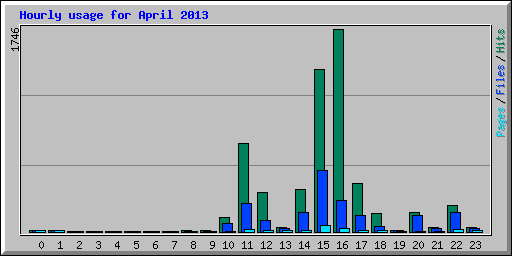 Hourly usage for April 2013
1746
Pages/Files/Hits
0 1 2 3 4 5 6 7 8 9 10 11 12 13 14 15 16 17 18 19 20 21 22 23